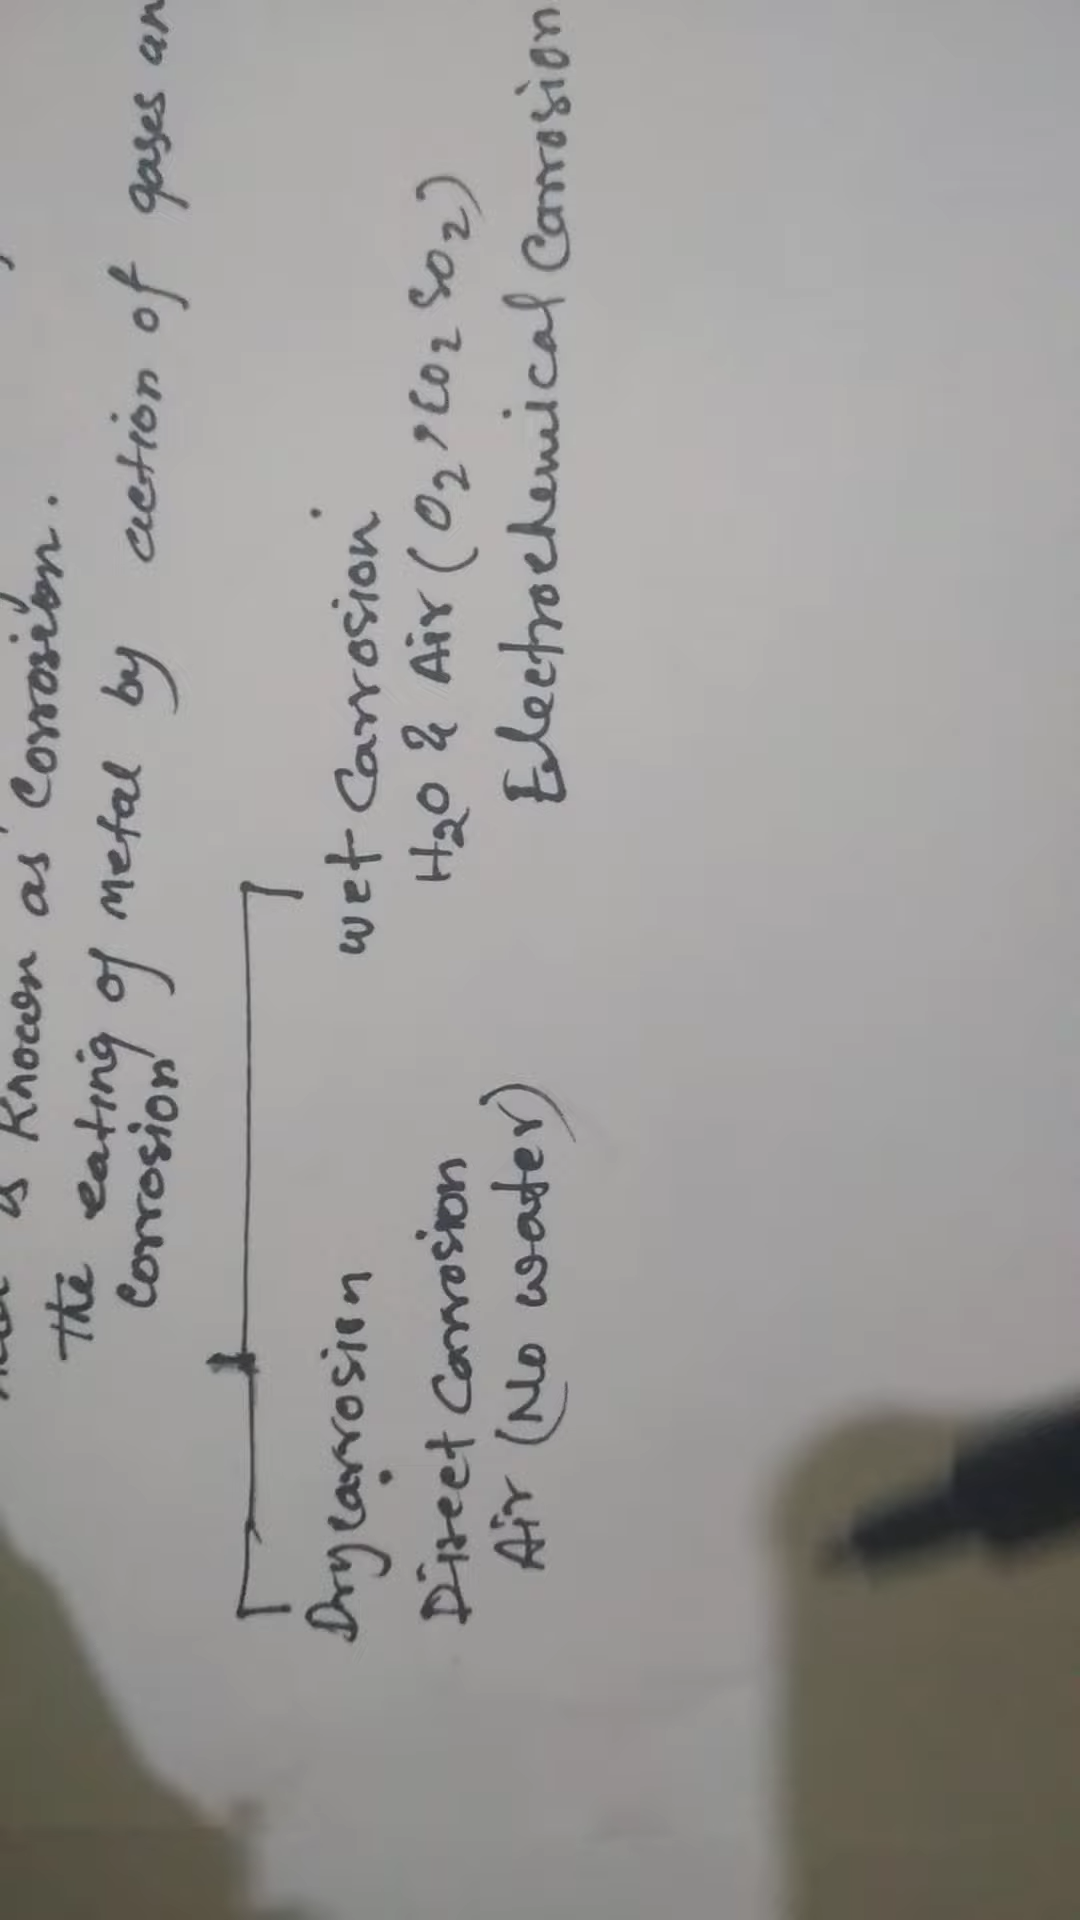 is Known as Corrosion.
The eating of metal by action of gases an
Corrosion
Dry Corrosion
wet Corrosion
Direct Corrosion
H2O & Air (O2, CO2 SO2)
Air (No water)
Electrochemical Corrosion